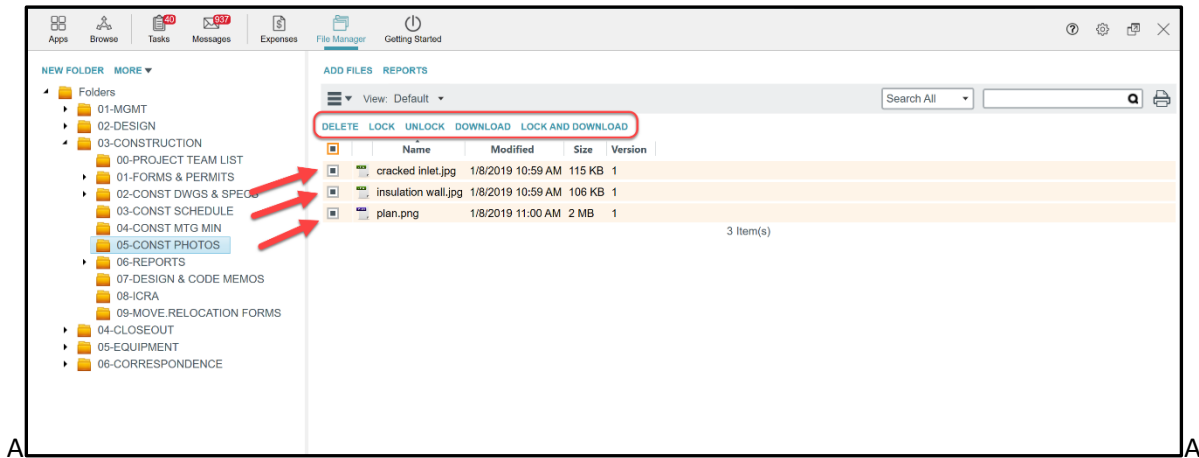 40 937
Apps Browse Tasks Messages Expenses File Manager Getting Started ?
NEW FOLDER MORE
ADD FILES REPORTS
Folders
View: Default
Search All
01-MGMT
02-DESIGN
DELETE LOCK UNLOCK DOWNLOAD LOCK AND DOWNLOAD
03-CONSTRUCTION
Name Modified Size Version
00-PROJECT TEAM LIST
cracked inlet.jpg 1/8/2019 10:59 AM 115 KB 1
01-FORMS & PERMITS
02-CONST DWGS & SPECS
insulation wall.jpg 1/8/2019 10:59 AM 106 KB 1
03-CONST SCHEDULE
plan.png 1/8/2019 11:00 AM 2 MB 1
04-CONST MTG MIN
3 Item(s)
05-CONST PHOTOS
06-REPORTS
07-DESIGN & CODE MEMOS
08-ICRA
09-MOVE.RELOCATION FORMS
04-CLOSEOUT
05-EQUIPMENT
06-CORRESPONDENCE
A A